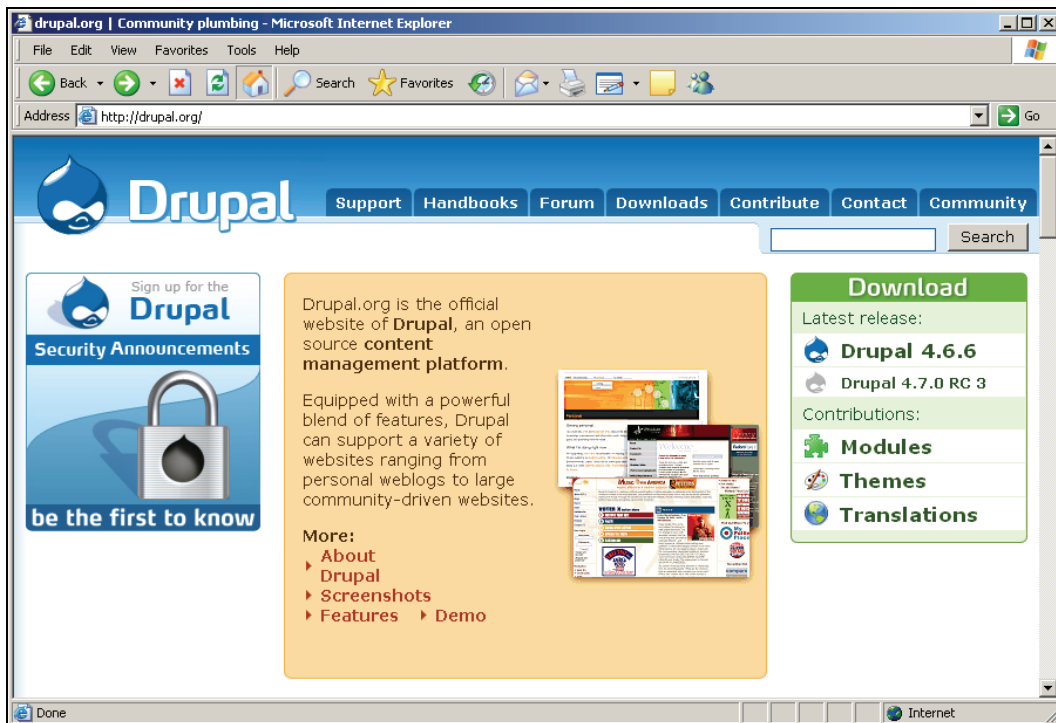 drupal.org | Community plumbing - Microsoft Internet Explorer
File Edit View Favorites Tools Help
Back Search Favorites
Address http://drupal.org/ Go
Drupal
Support Handbooks Forum Downloads Contribute Contact Community
Search
Sign up for the
Drupal
Security Announcements
be the first to know
Drupal.org is the official
website of Drupal, an open
source content
management platform.
Equipped with a powerful
blend of features, Drupal
can support a variety of
websites ranging from
personal weblogs to large
community-driven websites.
More:
About
Drupal
Screenshots
Features Demo
Download
Latest release:
Drupal 4.6.6
Drupal 4.7.0 RC 3
Contributions:
Modules
Themes
Translations
Done Internet